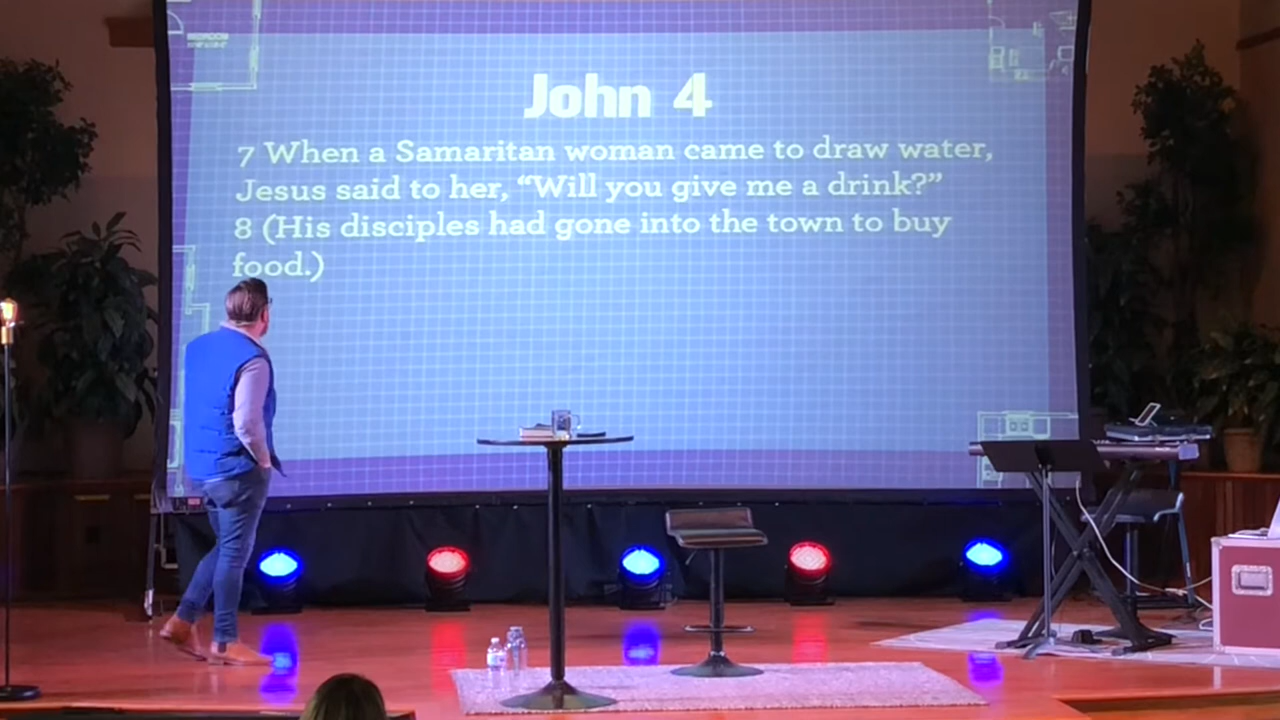 John 4
7 When a Samaritan woman came to draw water,
Jesus said to her, “Will you give me a drink?”
8 (His disciples had gone into the town to buy
food.)